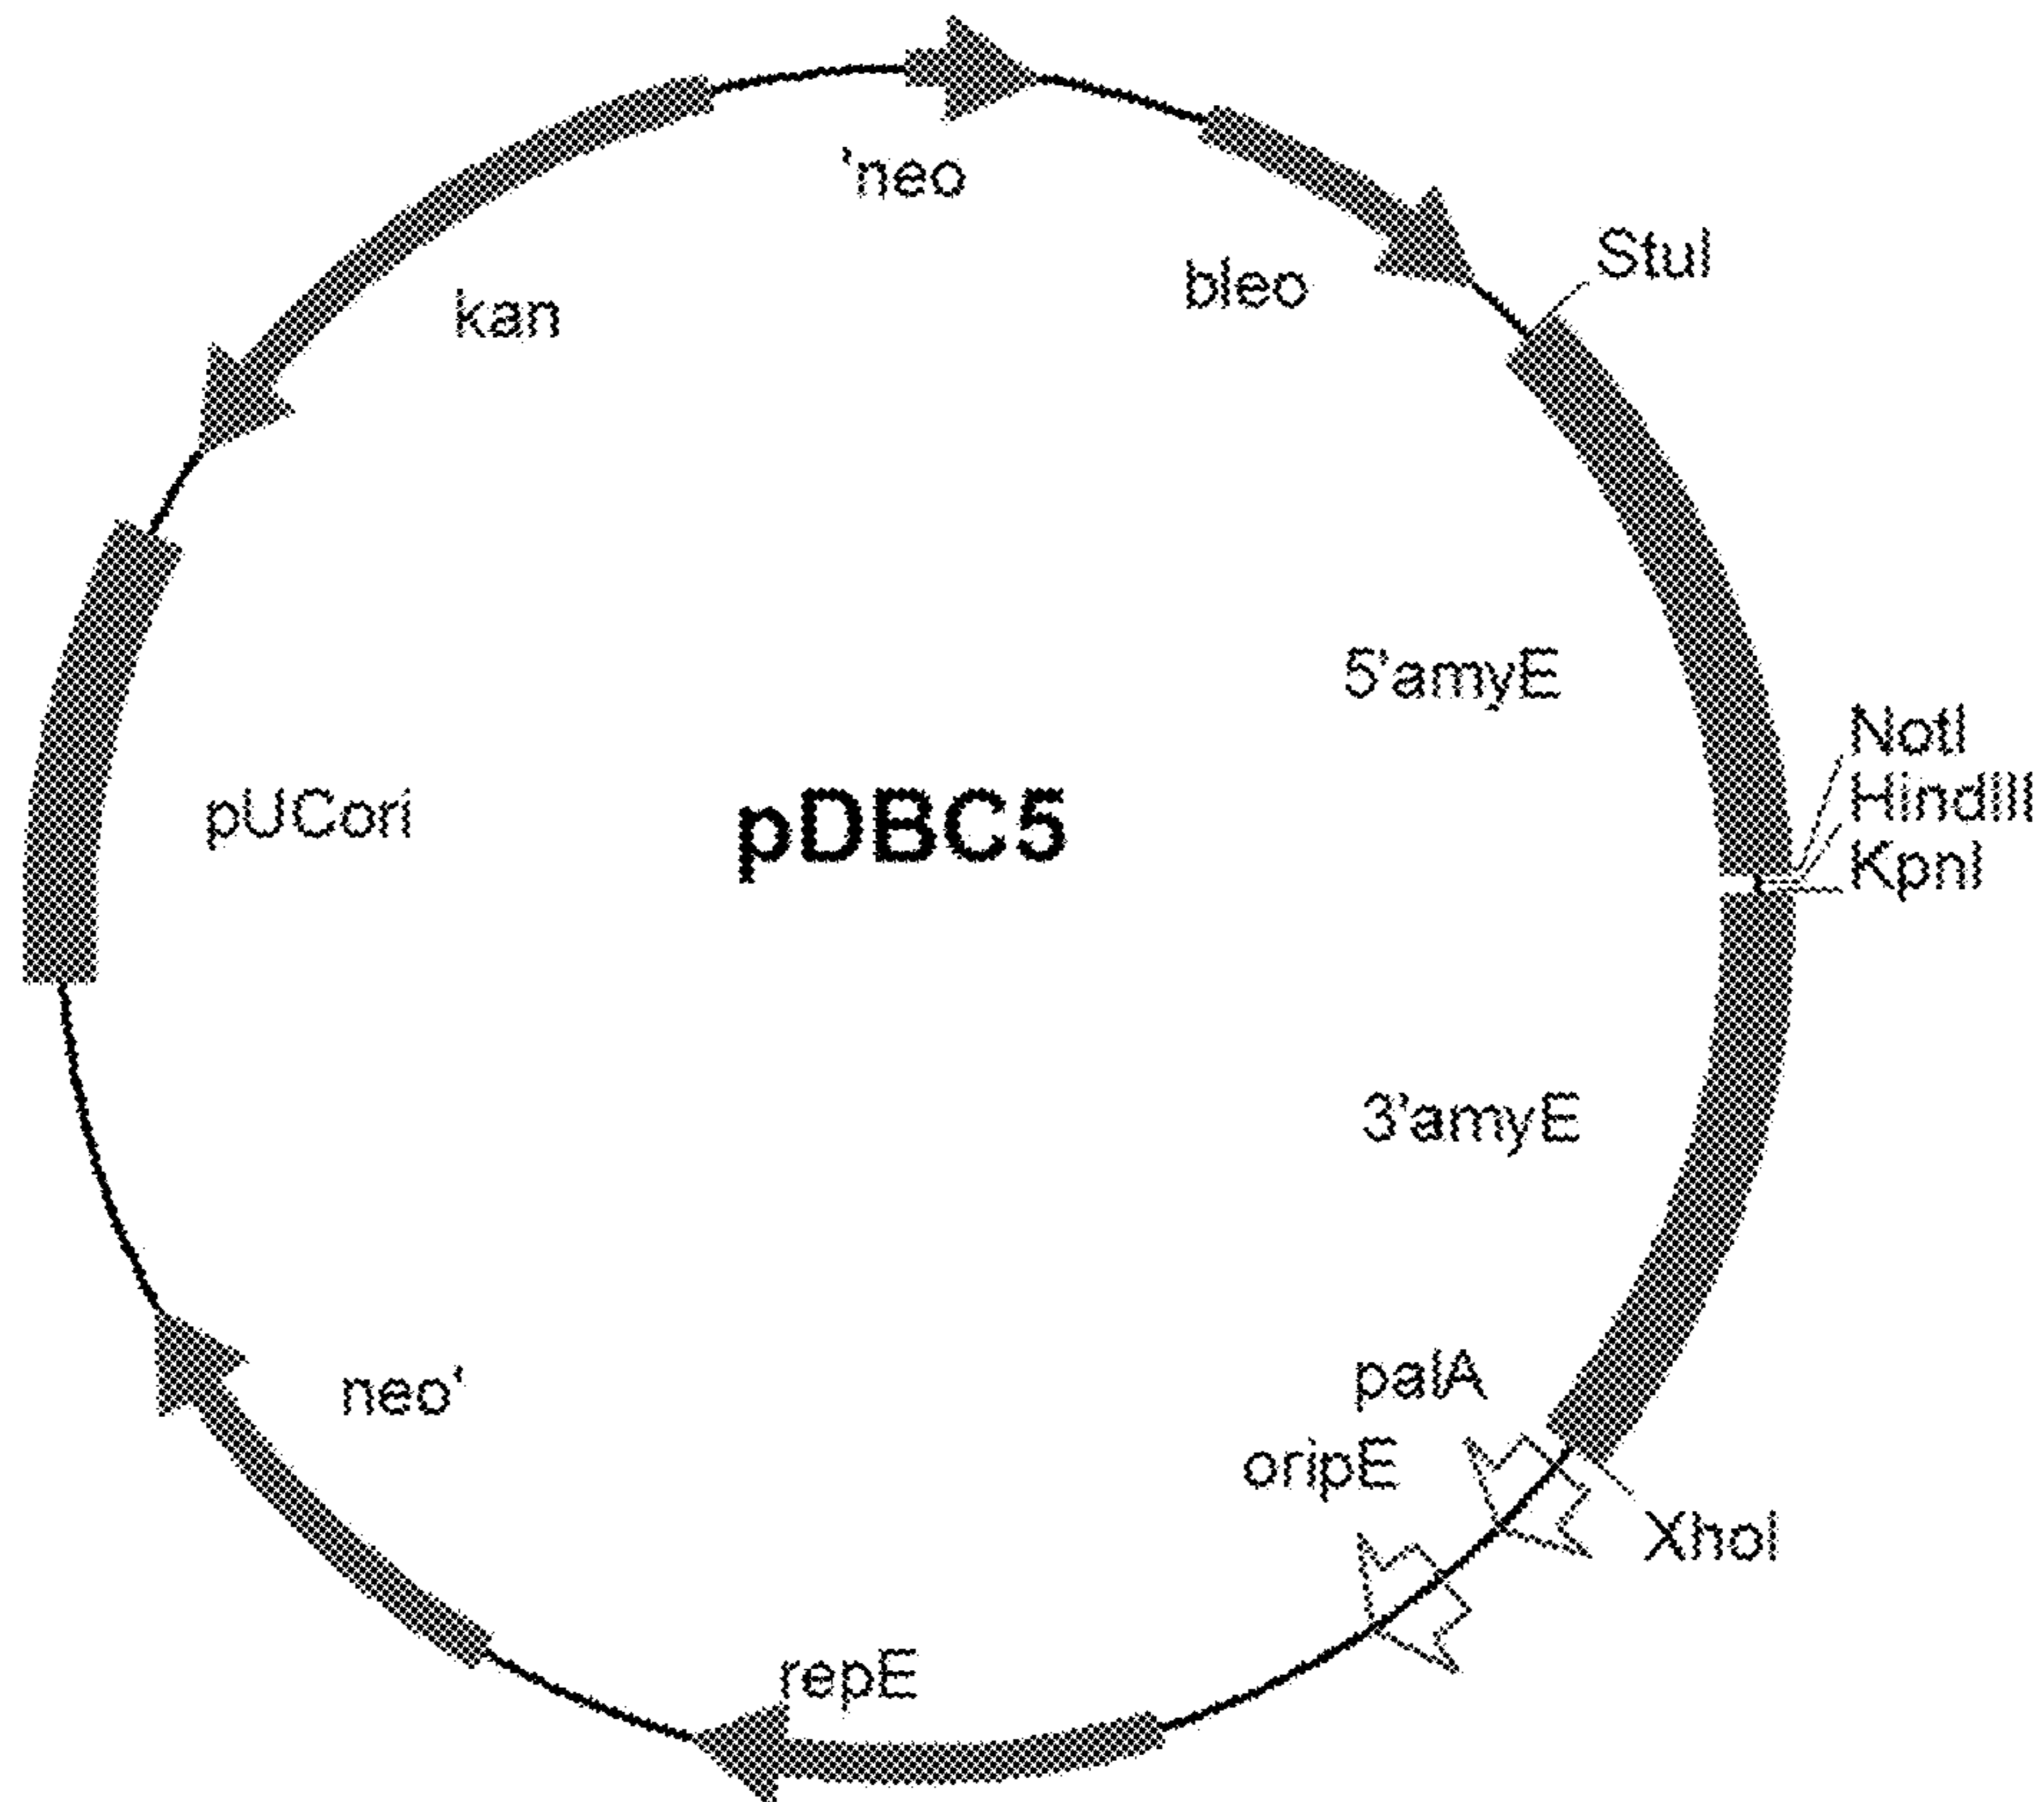 'neo
bleo
StuI
kan
5'amyE
NotI
HindIII
KpnI
pUCori
pDBC5
3'amyE
palA
oripE
neo'
XhoI
repE